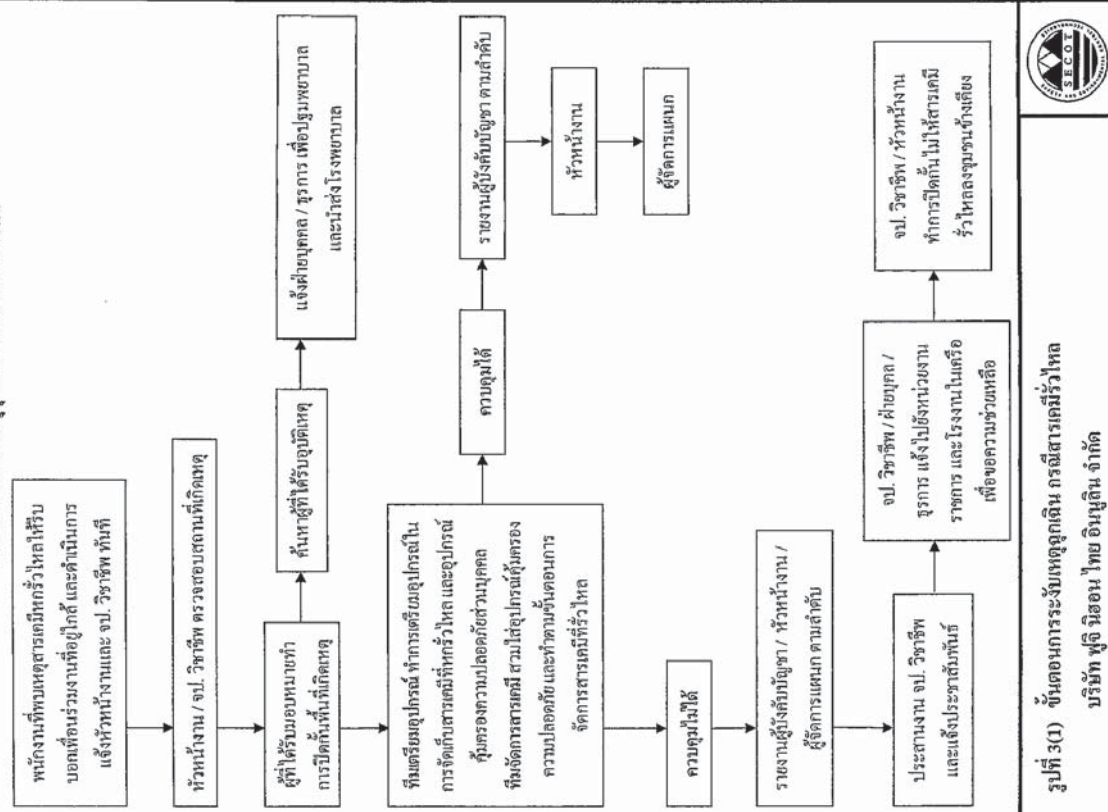 พนักงานที่พบเหตุสารเคมีหกรั่วไหลให้รีบ
บอกเพื่อนร่วมงานที่อยู่ใกล้ และดำเนินการ
แจ้งหัวหน้างานและ จป. วิชาชีพ ทันที
หัวหน้างาน / จป. วิชาชีพ ตรวจสอบสถานที่เกิดเหตุ
ผู้ที่ได้รับมอบหมายทำ
การปิดกั้นพื้นที่เกิดเหตุ
ค้นหาผู้ที่ได้รับอุบัติเหตุ
แจ้งฝ่ายบุคคล / ธุรการ เพื่อปฐมพยาบาล
และนำส่งโรงพยาบาล
ทีมเตรียมอุปกรณ์ ทำการเตรียมอุปกรณ์ใน
การจัดเก็บสารเคมีที่หกรั่วไหล และอุปกรณ์
คุ้มครองความปลอดภัยส่วนบุคคล
ทีมจัดการสารเคมี สวมใส่อุปกรณ์คุ้มครอง
ความปลอดภัย และทำตามขั้นตอนการ
จัดการสารเคมีที่รั่วไหล
ควบคุมได้
รายงานผู้บังคับบัญชา ตามลำดับ
หัวหน้างาน
ผู้จัดการแผนก
ควบคุมไม่ได้
รายงานผู้บังคับบัญชา / หัวหน้างาน /
ผู้จัดการแผนก ตามลำดับ
ประสานงาน จป. วิชาชีพ
และแจ้งประชาสัมพันธ์
จป. วิชาชีพ / ฝ่ายบุคคล /
ธุรการ แจ้งไปยังหน่วยงาน
ราชการ และโรงงานในเครือ
เพื่อขอความช่วยเหลือ
จป. วิชาชีพ / หัวหน้างาน
ทำการปิดกั้นไม่ให้สารเคมี
รั่วไหลลงชุมชนข้างเคียง
รูปที่ 3(1) ขั้นตอนการระงับเหตุฉุกเฉิน กรณีสารเคมีรั่วไหล
บริษัท ฟูจิ นิฮอน ไทย อินนูลิน จำกัด
SECOT